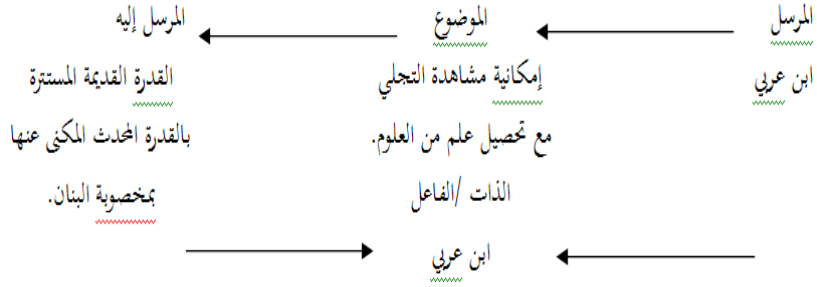 المرسل الموضوع المرسل إليه
ابن عربي إمكانية مشاهدة التجلي القدرة القديمة المستترة
مع تحصيل علم من العلوم. بالقدرة المحدث المكنى عنها
الذات /الفاعل بمخصوبة البنان.
ابن عربي